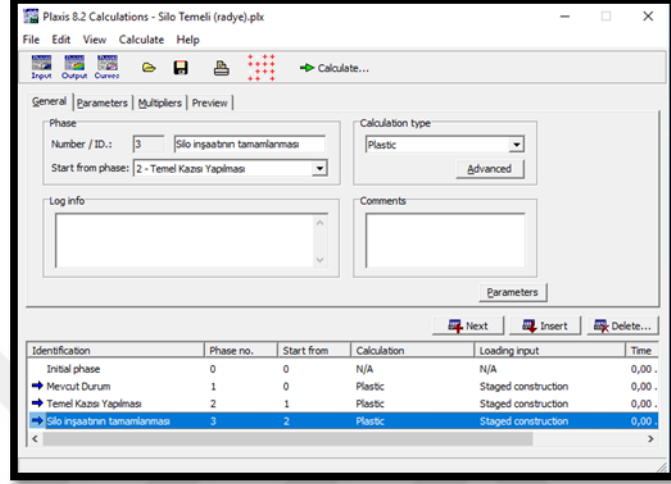 Plaxis 8.2 Calculations - Silo Temeli (radye).plx
File Edit View Calculate Help
Input Output Curves Calculate...
General Parameters Multipliers Preview
Phase
Number / ID.: 3 Silo inşaatının tamamlanması
Start from phase: 2 - Temel Kazısı Yapılması
Calculation type
Plastic
Advanced
Log info
Comments
Parameters
Next Insert Delete...
Identification Phase no. Start from Calculation Loading input Time
Initial phase 0 0 N/A N/A 0,00 .
Mevcut Durum 1 0 Plastic Staged construction 0,00 .
Temel Kazısı Yapılması 2 1 Plastic Staged construction 0,00 .
Silo inşaatının tamamlanması 3 2 Plastic Staged construction 0,00 .